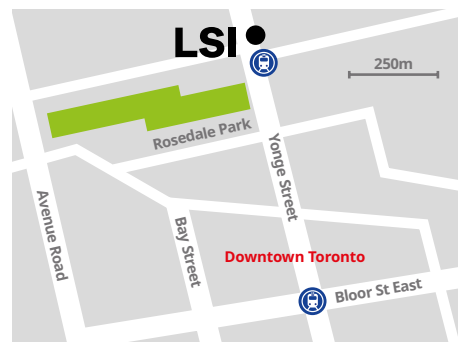 LSI
250m
Rosedale Park
Yonge Street
Avenue Road
Bay Street
Downtown Toronto
Bloor St East